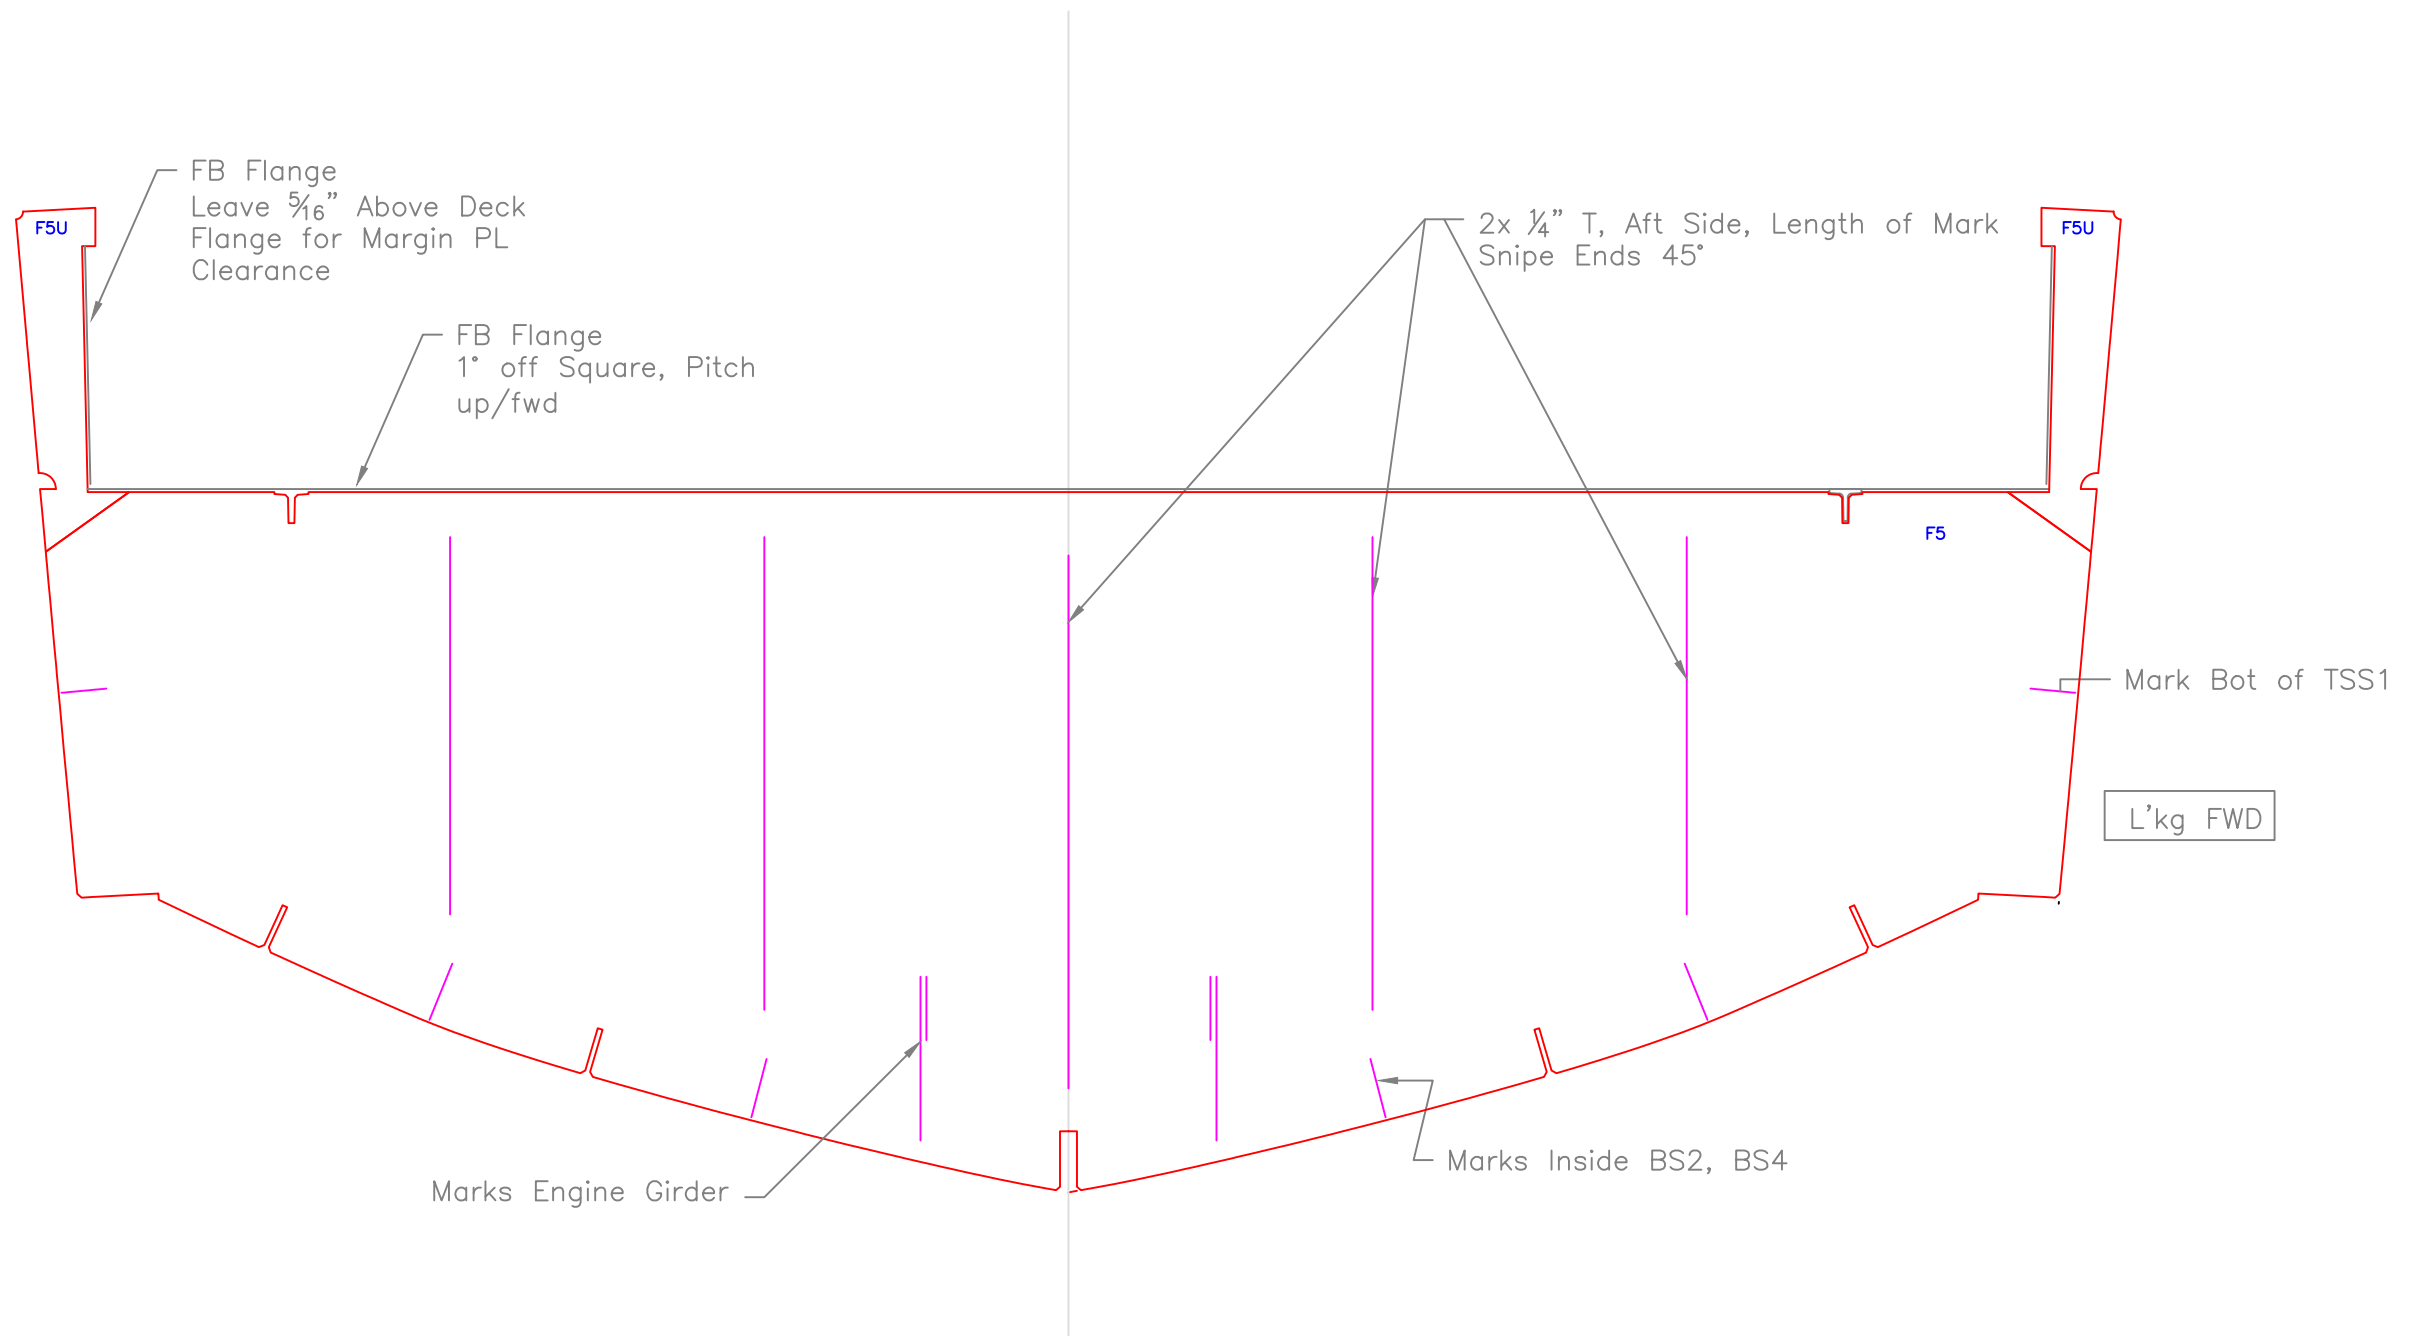 FB Flange
Leave 5/16” Above Deck
Flange for Margin PL
Clearance
F5U
2x 1/4” T, Aft Side, Length of Mark
Snipe Ends 45°
F5U
FB Flange
1° off Square, Pitch
up/fwd
F5
Mark Bot of TSS1
L’kg FWD
Marks Inside BS2, BS4
Marks Engine Girder